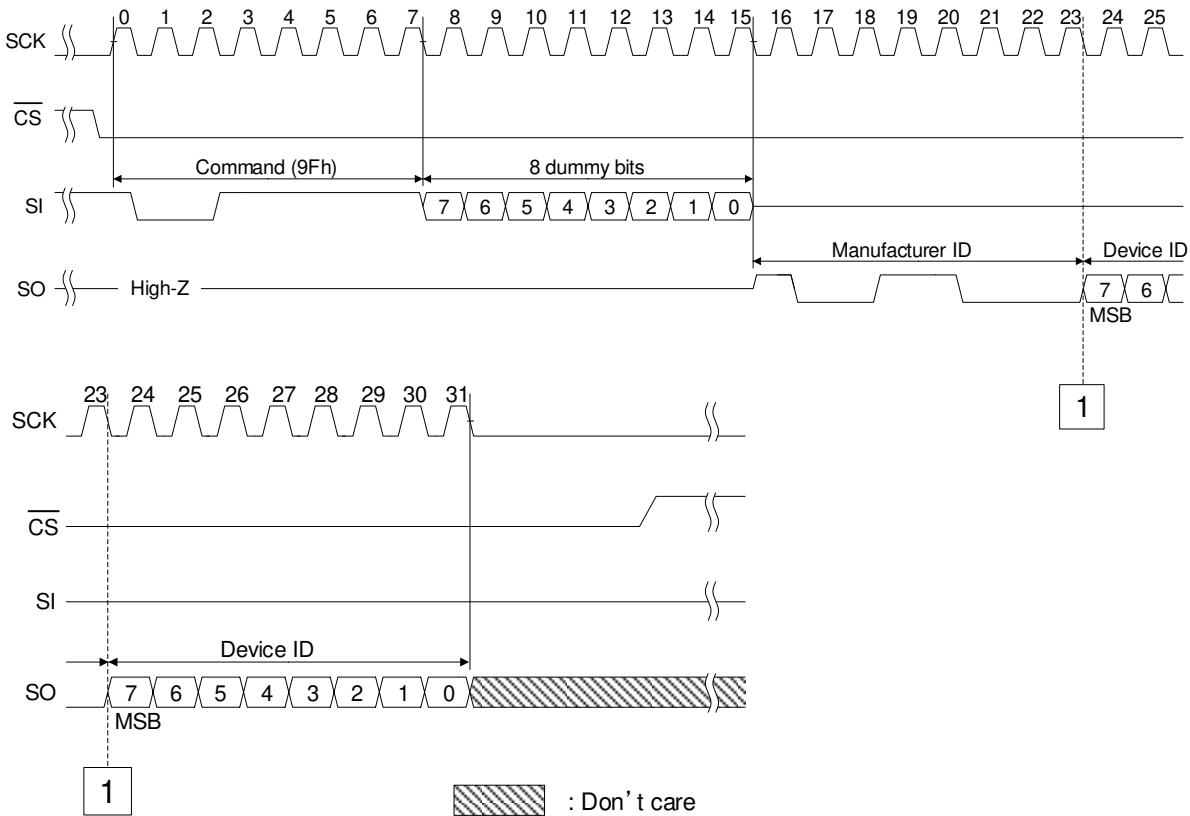 0 1 2 3 4 5 6 7 8 9 10 11 12 13 14 15 16 17 18 19 20 21 22 23 24 25
SCK
CS
Command (9Fh) 8 dummy bits
SI 7 6 5 4 3 2 1 0
Manufacturer ID Device ID
SO High-Z 7 6
MSB
1
23 24 25 26 27 28 29 30 31
SCK
CS
SI
Device ID
SO 7 6 5 4 3 2 1 0
MSB
1
: Don't care